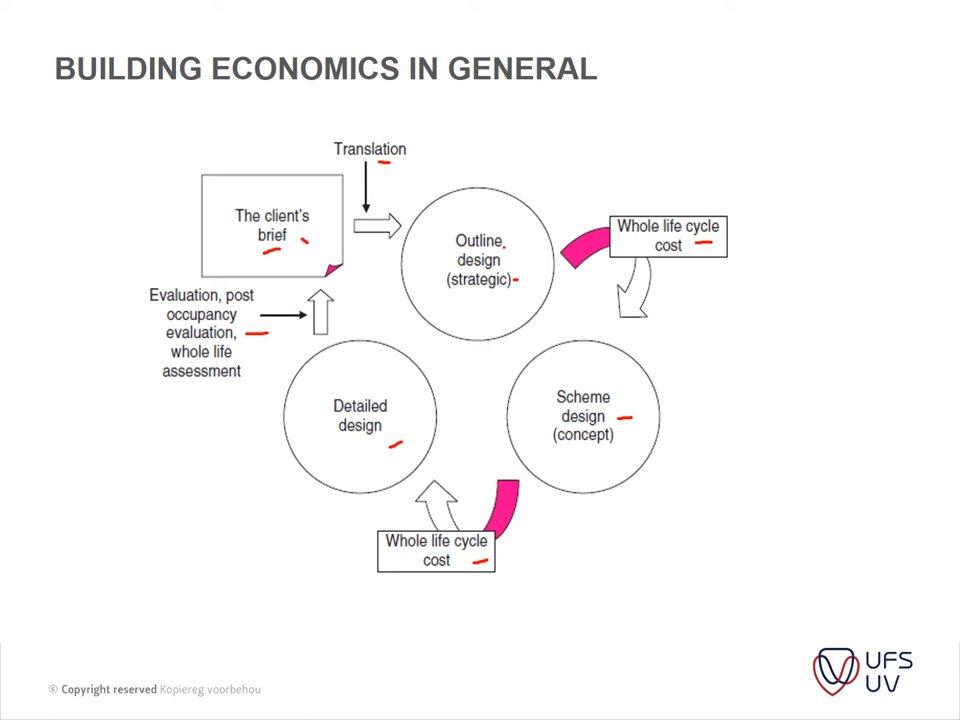 BUILDING ECONOMICS IN GENERAL
Translation
The client's
brief
Outline
design
(strategic)
Whole life cycle
cost
Evaluation, post
occupancy
evaluation,
whole life
assessment
Detailed
design
Scheme
design
(concept)
Whole life cycle
cost
© Copyright reserved Kopiereg voorbehou
UFS
UV